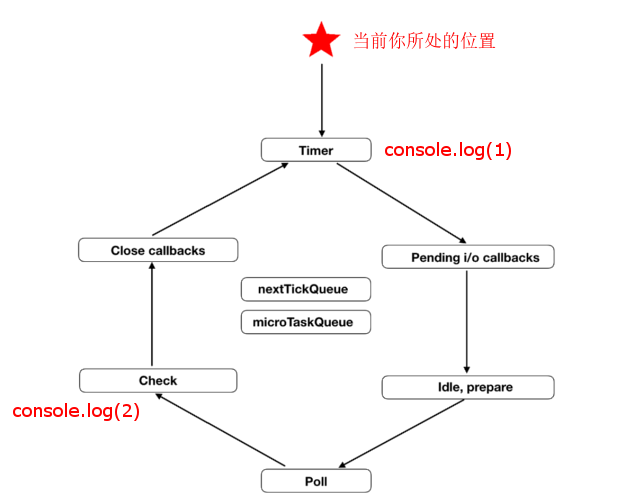 当前你所处的位置
Timer
console.log(1)
Close callbacks
Pending i/o callbacks
nextTickQueue
microTaskQueue
Check
Idle, prepare
console.log(2)
Poll